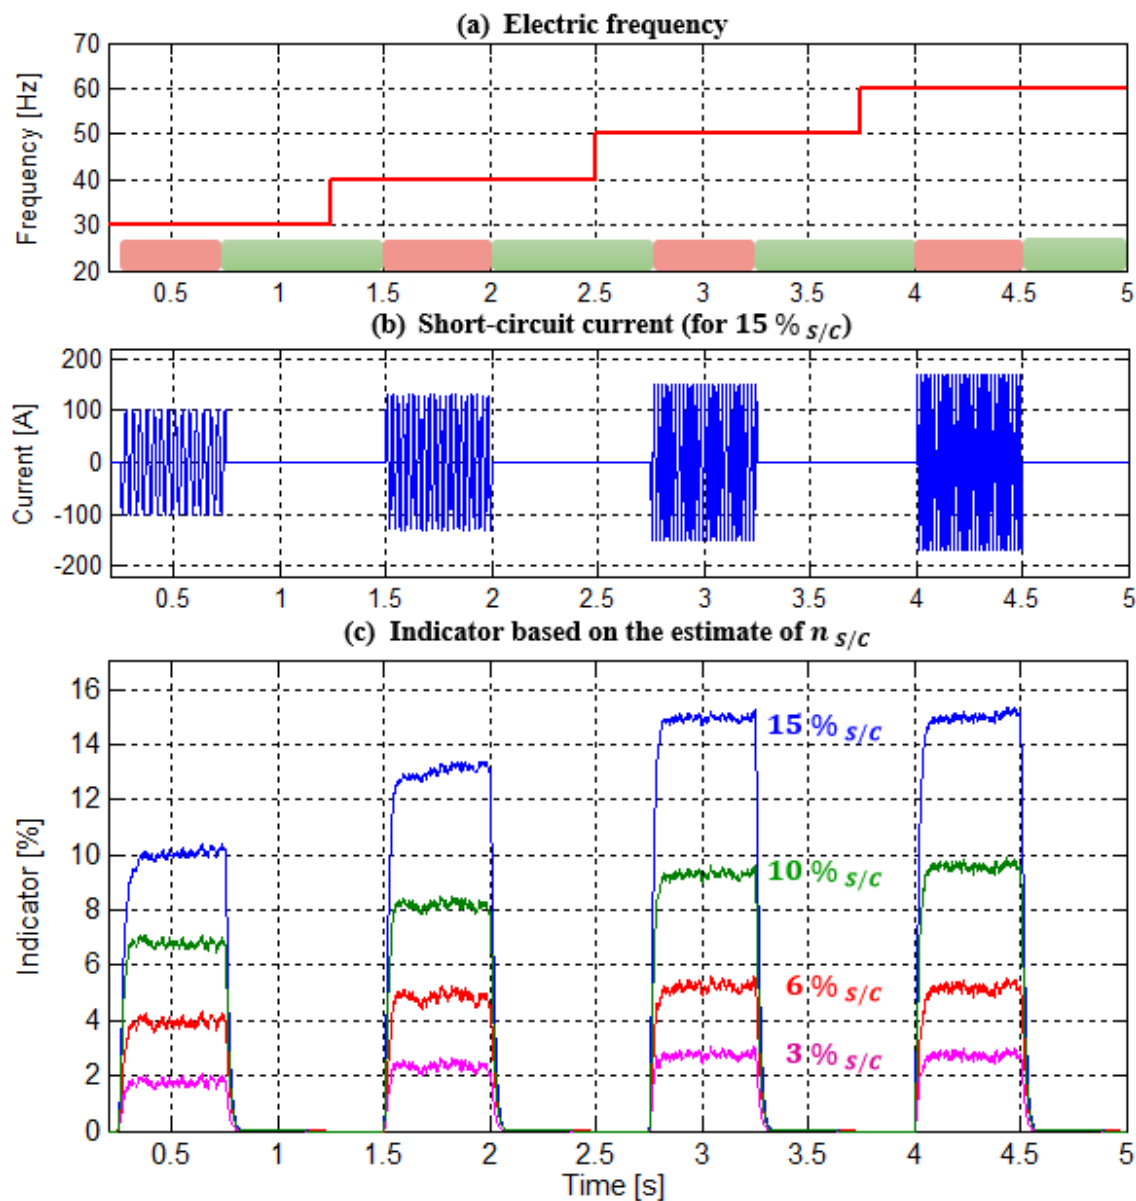 (a) Electric frequency
Frequency [Hz]
70
60
50
40
30
20
0.5 1 1.5 2 2.5 3 3.5 4 4.5 5
(b) Short-circuit current (for 15 % s/c)
Current [A]
200
100
0
-100
-200
0.5 1 1.5 2 2.5 3 3.5 4 4.5 5
(c) Indicator based on the estimate of n s/c
Indicator [%]
16
14
12
10
8
6
4
2
0
15 % s/c
10 % s/c
6 % s/c
3 % s/c
0.5 1 1.5 2 2.5 3 3.5 4 4.5 5
Time [s]